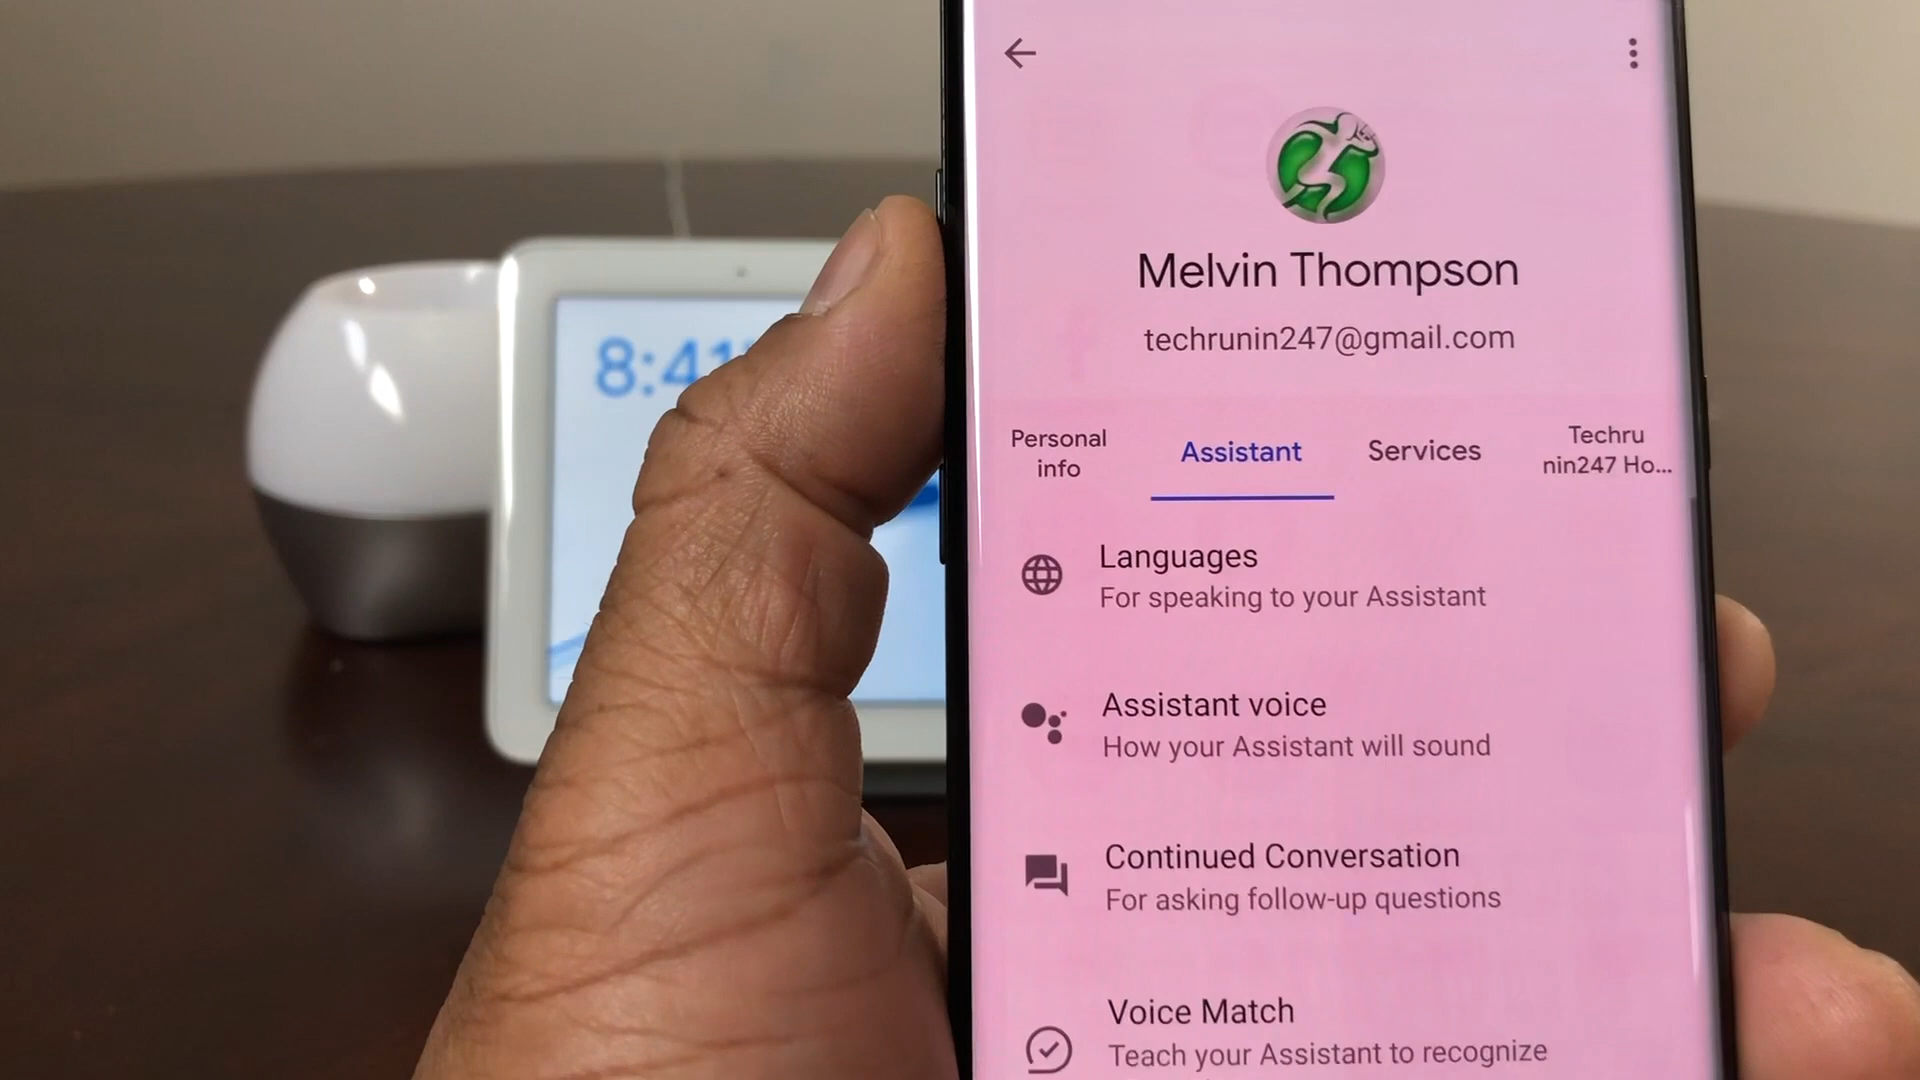 8:41
Melvin Thompson
techrunin247@gmail.com
Personal
info
Assistant
Services
Techru
nin247 Ho...
Languages
For speaking to your Assistant
Assistant voice
How your Assistant will sound
Continued Conversation
For asking follow-up questions
Voice Match
Teach your Assistant to recognize